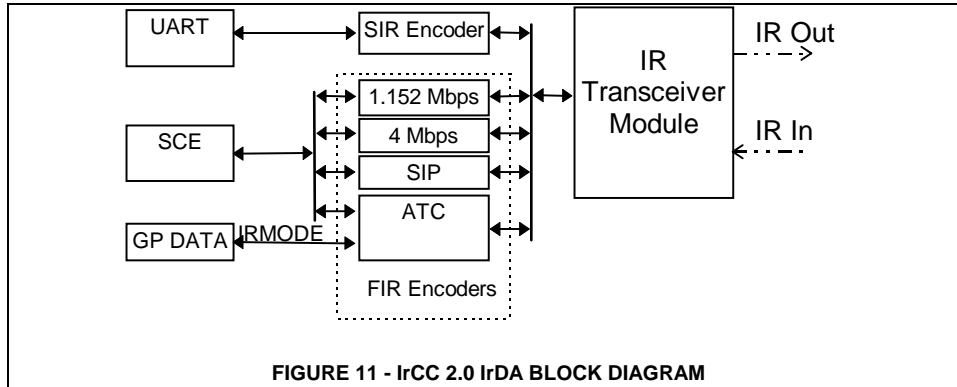 UART
SIR Encoder
IR Out
IR
Transceiver
Module
1.152 Mbps
SCE
4 Mbps
IR In
SIP
ATC
GP DATA
IRMODE
FIR Encoders
FIGURE 11 - IrCC 2.0 IrDA BLOCK DIAGRAM